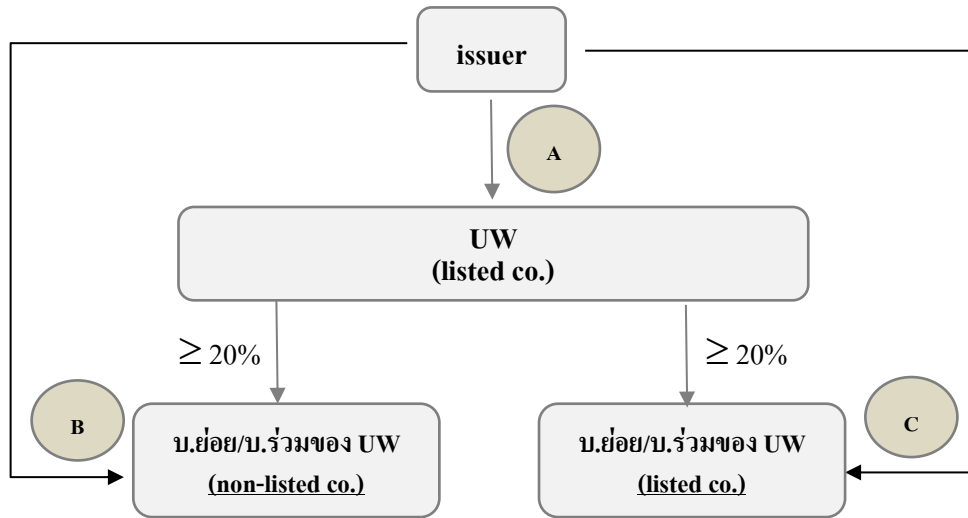 issuer
A
UW
(listed co.)
≥ 20%
≥ 20%
B
บ.ย่อย/บ.ร่วมของ UW
(non-listed co.)
บ.ย่อย/บ.ร่วมของ UW
(listed co.)
C